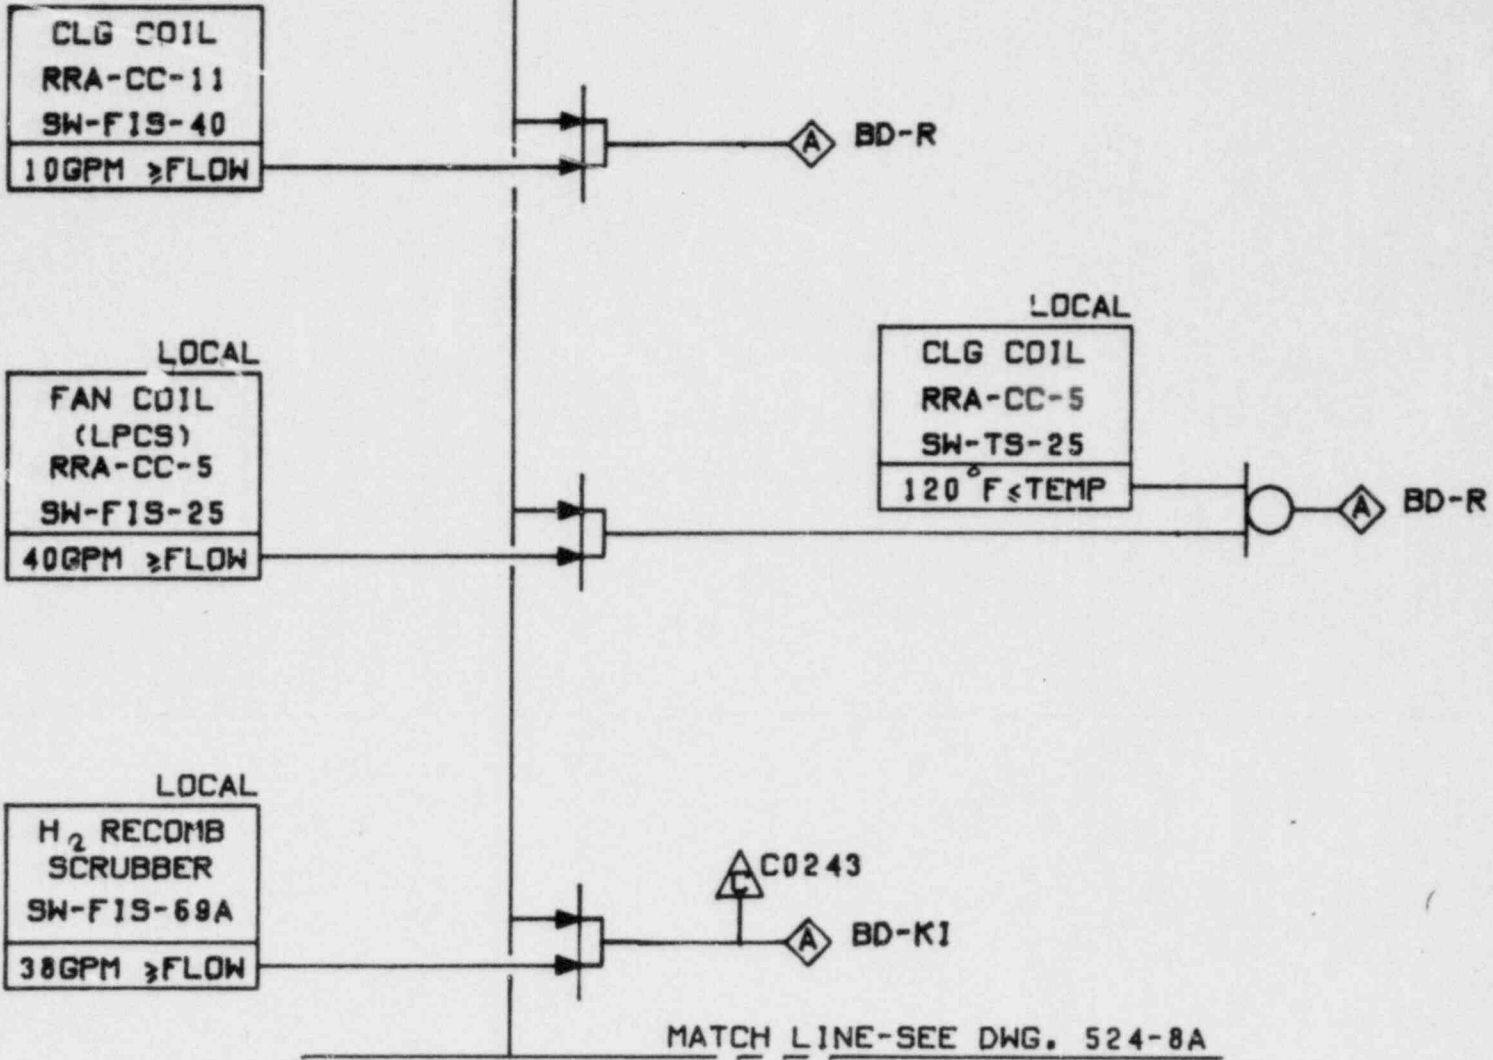 CLG COIL
RRA-CC-11
SW-FIS-40
10GPM ≥FLOW
A BD-R
LOCAL
FAN COIL
(LPCS)
RRA-CC-5
SW-FIS-25
40GPM ≥FLOW
LOCAL
CLG COIL
RRA-CC-5
SW-TS-25
120°F≤TEMP
A BD-R
LOCAL
H2 RECOMB
SCRUBBER
SW-FIS-69A
38GPM ≥FLOW
C C0243
A BD-KI
MATCH LINE-SEE DWG. 524-8A